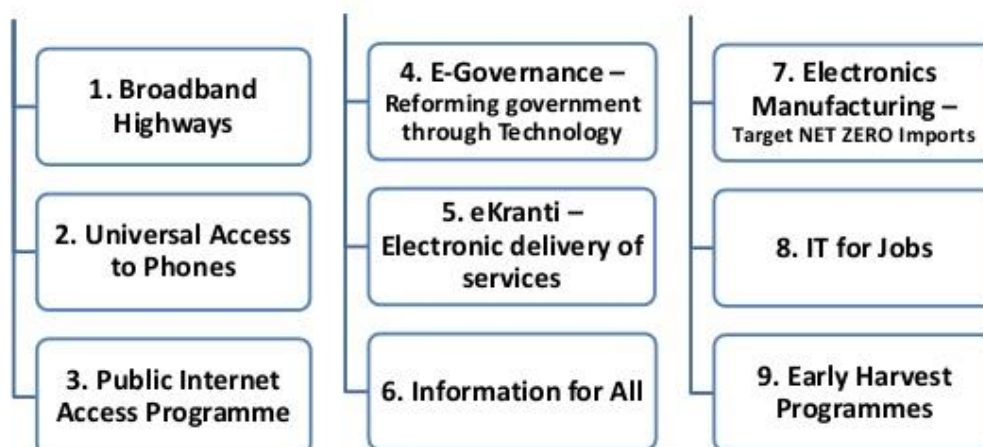 1. Broadband
Highways
2. Universal Access
to Phones
3. Public Internet
Access Programme
4. E-Governance –
Reforming government
through Technology
5. eKranti –
Electronic delivery of
services
6. Information for All
7. Electronics
Manufacturing –
Target NET ZERO Imports
8. IT for Jobs
9. Early Harvest
Programmes